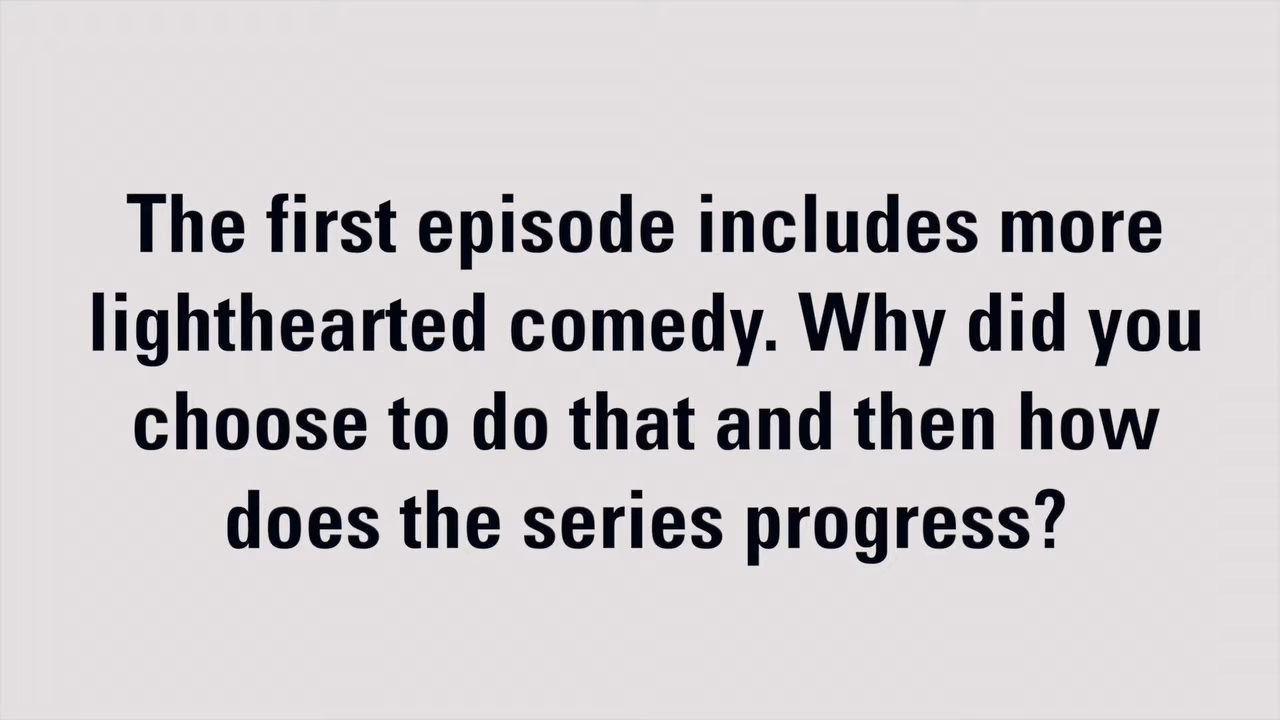 The first episode includes more
lighthearted comedy. Why did you
choose to do that and then how
does the series progress?